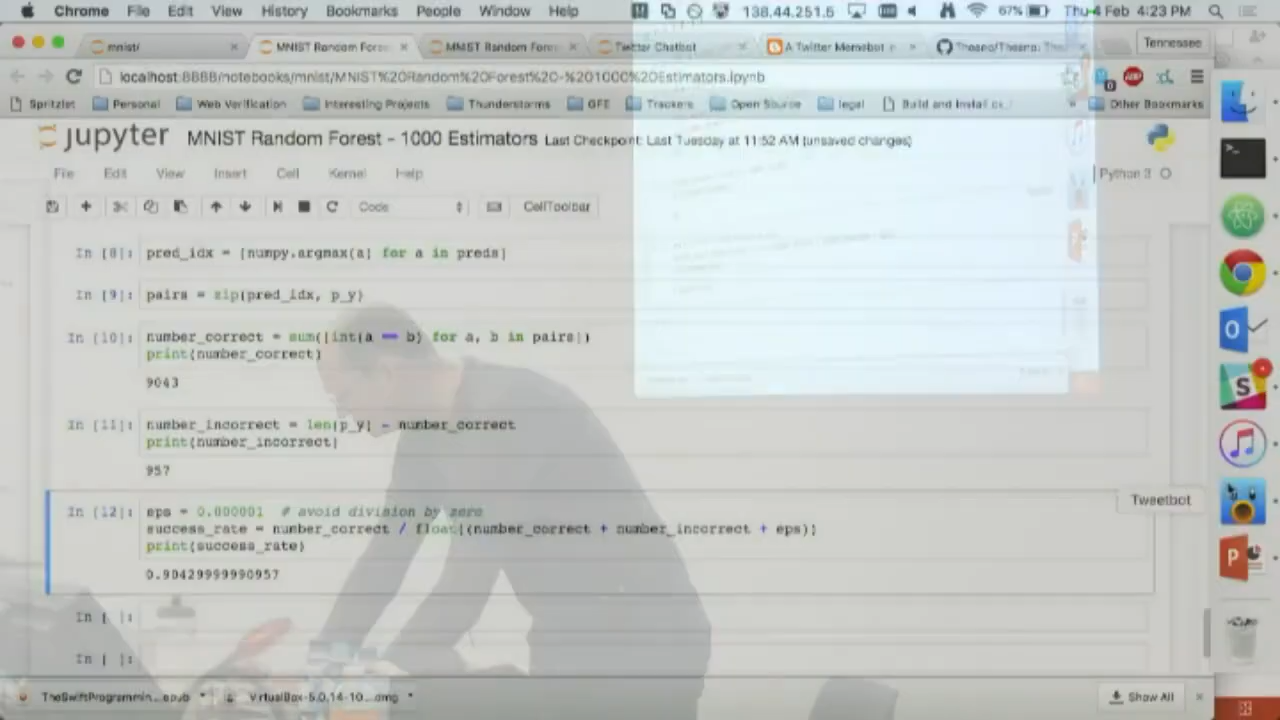 Chrome File Edit View History Bookmarks People Window Help 138.44.251.5 67% Thu 4 Feb 4:23 PM
mnist/ MNIST Random Fore Twitter Chatbot A Twitter Memebot Tennessee
localhost:8888/notebooks/mnist/MNIST%20Random%20Forest%20-%201000%20Estimators.ipynb
Spritzlet Personal Web Verification Interesting Projects Thunderstorms GFE Trackers Open Source legal Build and Install Other Bookmarks
jupyter MNIST Random Forest - 1000 Estimators Last Checkpoint: Last Tuesday at 11:52 AM (unsaved changes)
File Edit View Insert Cell Kernel Help Python 3
Code CellToolbar
In [8]: pred_idx = [numpy.argmax(a) for a in preds]
In [9]: pairs = zip(pred_idx, p_y)
In [10]: number_correct = sum([int(a == b) for a, b in pairs])
print(number_correct)
9043
In [11]: number_incorrect = len(p_y) - number_correct
print(number_incorrect)
957
Tweetbot
In [12]: eps = 0.000001 # avoid division by zero
success_rate = number_correct / float((number_correct + number_incorrect + eps))
print(success_rate)
0.90429999990957
In [ ]:
In [ ]:
TheSwiftProgrammin...epub VirtualBox-5.0.14-10....dmg Show All